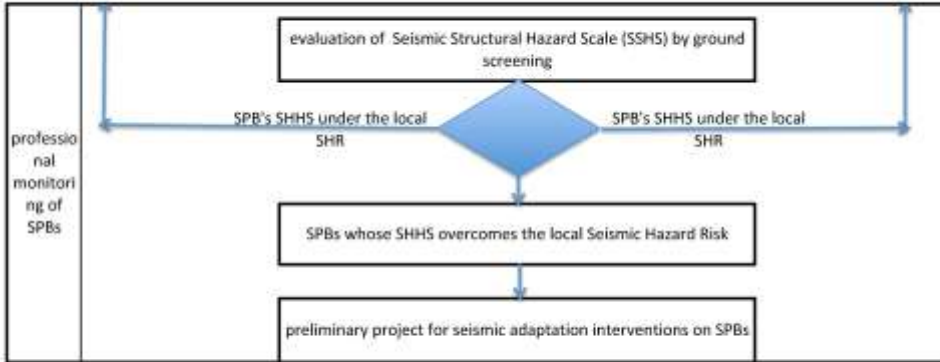 professio
nal
monitori
ng of
SPBs
evaluation of Seismic Structural Hazard Scale (SSHS) by ground
screening
SPB's SHHS under the local
SHR
SPB's SHHS under the local
SHR
SPBs whose SHHS overcomes the local Seismic Hazard Risk
preliminary project for seismic adaptation interventions on SPBs